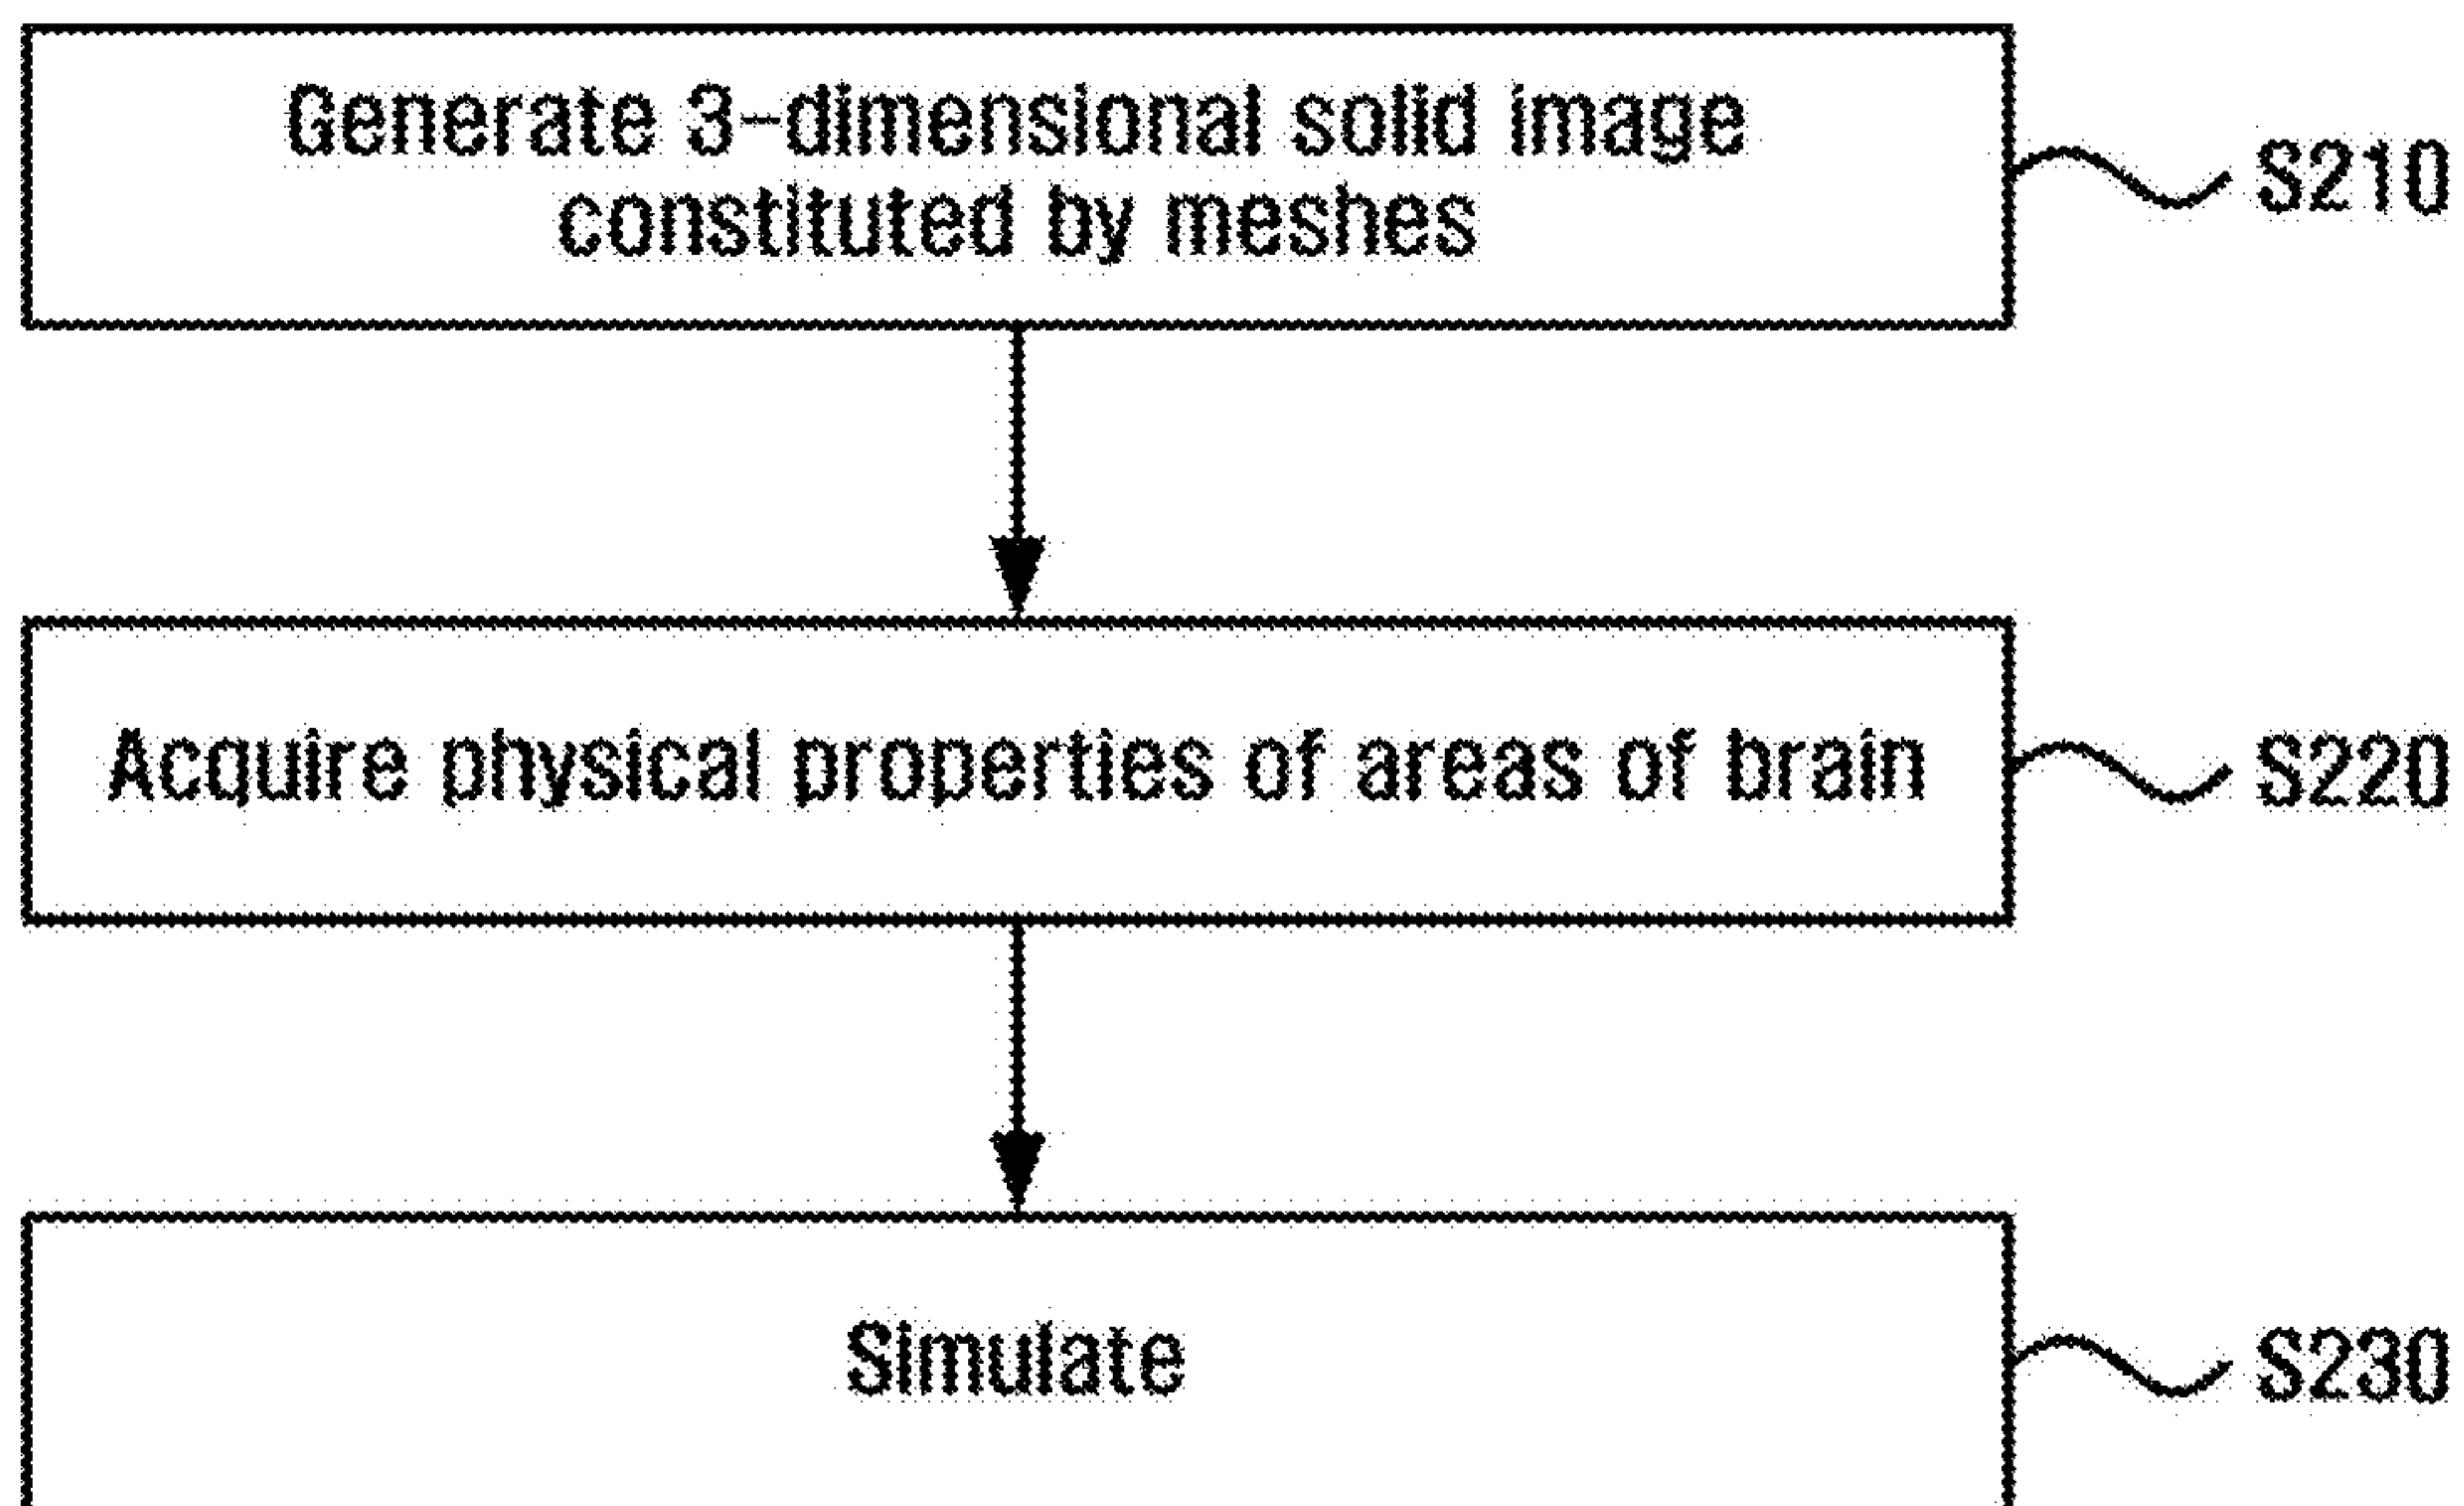 Generate 3-dimensional solid image
constituted by meshes
S210
Acquire physical properties of areas of brain
S220
Simulate
S230